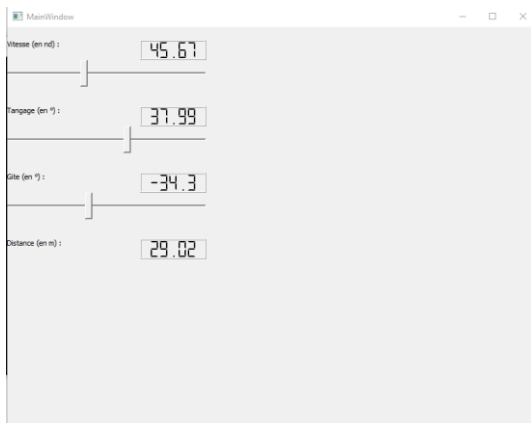 MainWindow
Vitesse (en nd) :
45.67
Tangage (en °) :
37.99
Gite (en °) :
-34.3
Distance (en m) :
29.02